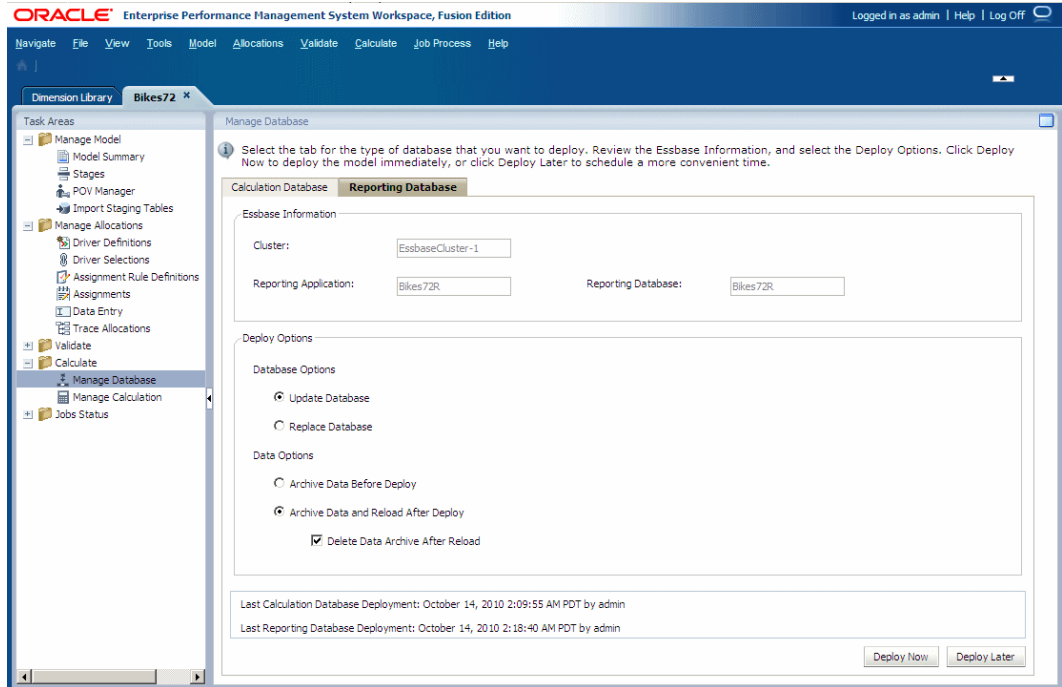 ORACLE Enterprise Performance Management System Workspace, Fusion Edition
Logged in as admin | Help | Log Off
Navigate File View Tools Model Allocations Validate Calculate Job Process Help
Dimension Library Bikes72 ×
Task Areas
Manage Model
Model Summary
Stages
POV Manager
Import Staging Tables
Manage Allocations
Driver Definitions
Driver Selections
Assignment Rule Definitions
Assignments
Data Entry
Trace Allocations
Validate
Calculate
Manage Database
Manage Calculation
Jobs Status
Manage Database
Select the tab for the type of database that you want to deploy. Review the Essbase Information, and select the Deploy Options. Click Deploy
Now to deploy the model immediately, or click Deploy Later to schedule a more convenient time.
Calculation Database Reporting Database
Essbase Information
Cluster: EssbaseCluster-1
Reporting Application: Bikes72R Reporting Database: Bikes72R
Deploy Options
Database Options
Update Database
Replace Database
Data Options
Archive Data Before Deploy
Archive Data and Reload After Deploy
Delete Data Archive After Reload
Last Calculation Database Deployment: October 14, 2010 2:09:55 AM PDT by admin
Last Reporting Database Deployment: October 14, 2010 2:18:40 AM PDT by admin
Deploy Now Deploy Later